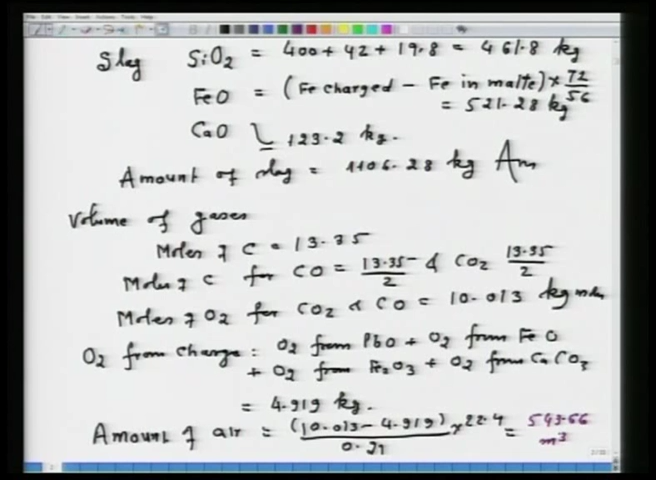 Slag SiO2 = 400 + 42 + 19.8 = 461.8 kg
FeO = (Fe charged - Fe in matte) × 72/56
= 521.28 kg
CaO 123.2 kg.
Amount of slag = 1106.28 kg Ans
Volume of gases
Moles of C = 13.35
Moles of C for CO = 13.35/2 & CO2 13.35/2
Moles of O2 for CO2 & CO = 10.013 kg moles
O2 from charge : O2 from PbO + O2 from FeO
+ O2 from Fe2O3 + O2 from CaCO3
= 4.919 kg.
Amount of air = (10.013 - 4.919)/0.21 × 22.4 = 543.66
m3